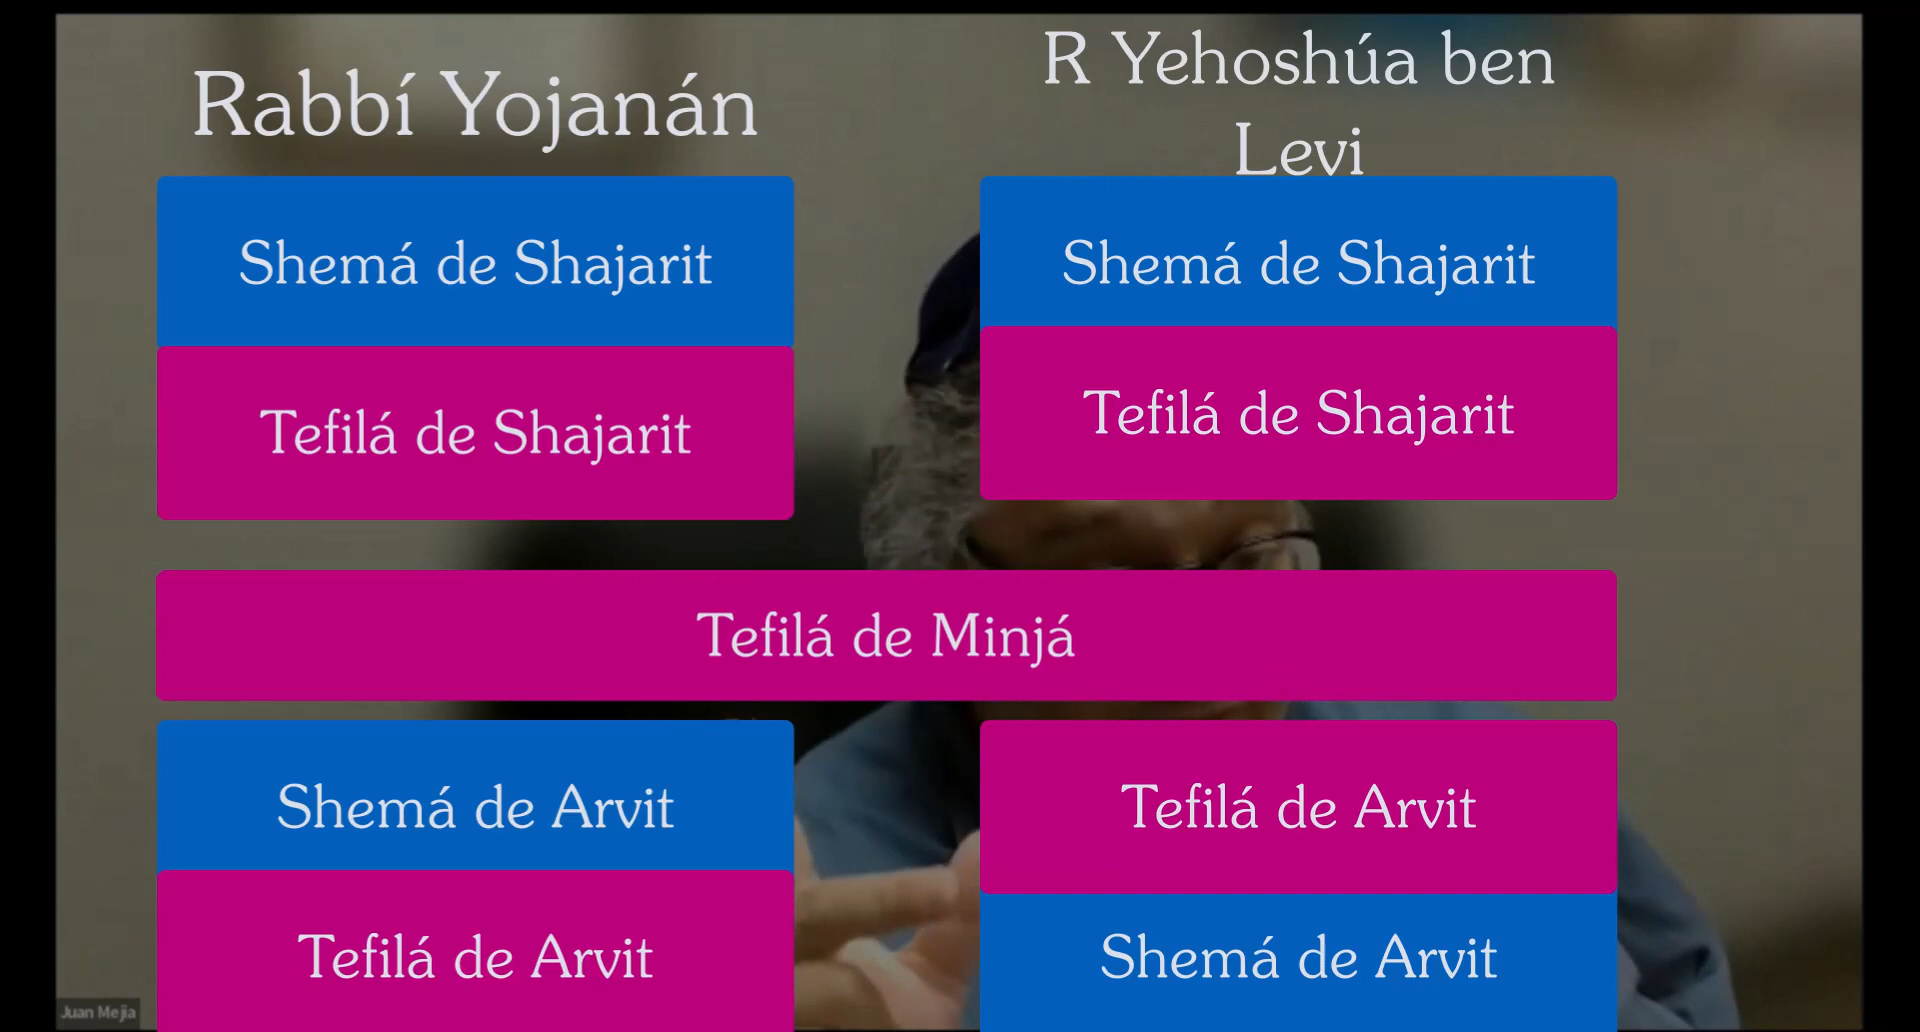 Rabbí Yojanán
R Yehoshúa ben
Levi
Shemá de Shajarit
Shemá de Shajarit
Tefilá de Shajarit
Tefilá de Shajarit
Tefilá de Minjá
Shemá de Arvit
Tefilá de Arvit
Tefilá de Arvit
Shemá de Arvit
Juan Mejia